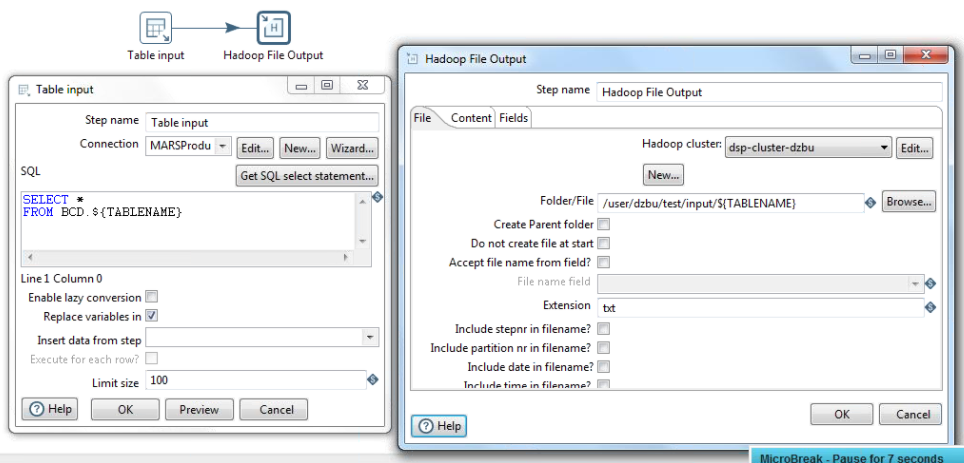 Table input
Hadoop File Output
Table input
Step name Table input
Connection MARSProdu Edit... New... Wizard...
SQL Get SQL select statement...
SELECT *
FROM BCD.${TABLENAME}
Line 1 Column 0
Enable lazy conversion
Replace variables in
Insert data from step
Execute for each row?
Limit size 100
Help OK Preview Cancel
Hadoop File Output
Step name Hadoop File Output
File Content Fields
Hadoop cluster: dsp-cluster-dzbu Edit...
New...
Folder/File /user/dzbu/test/input/${TABLENAME} Browse...
Create Parent folder
Do not create file at start
Accept file name from field?
File name field
Extension txt
Include stepnr in filename?
Include partition nr in filename?
Include date in filename?
Include time in filename?
OK Cancel
Help
MicroBreak - Pause for 7 seconds